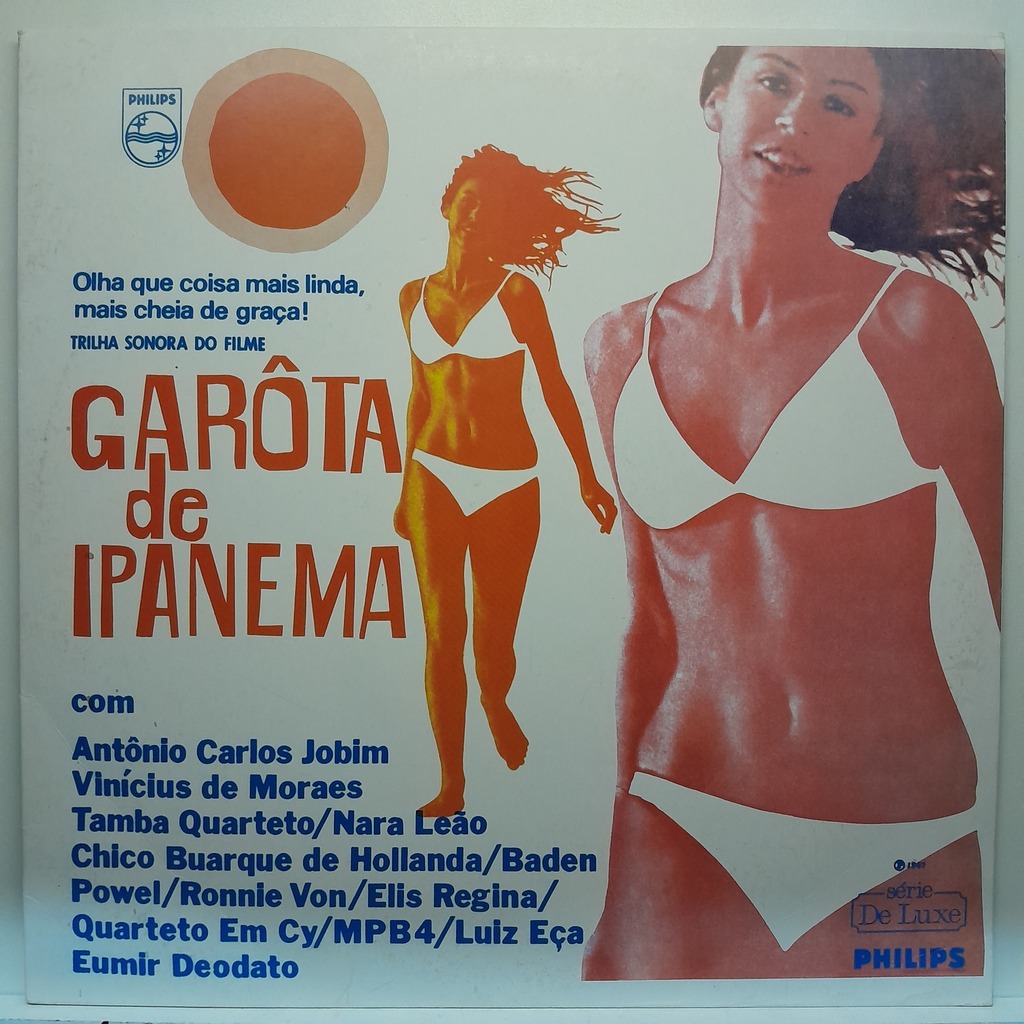 PHILIPS
Olha que coisa mais linda,
mais cheia de graça!
TRILHA SONORA DO FILME
GARÔTA
de
IPANEMA
com
Antônio Carlos Jobim
Vinícius de Moraes
Tamba Quarteto/Nara Leão
Chico Buarque de Hollanda/Baden
Powel/Ronnie Von/Elis Regina/
Quarteto Em Cy/MPB4/Luiz Eça
Eumir Deodato
℗ 1967
série
De Luxe
PHILIPS